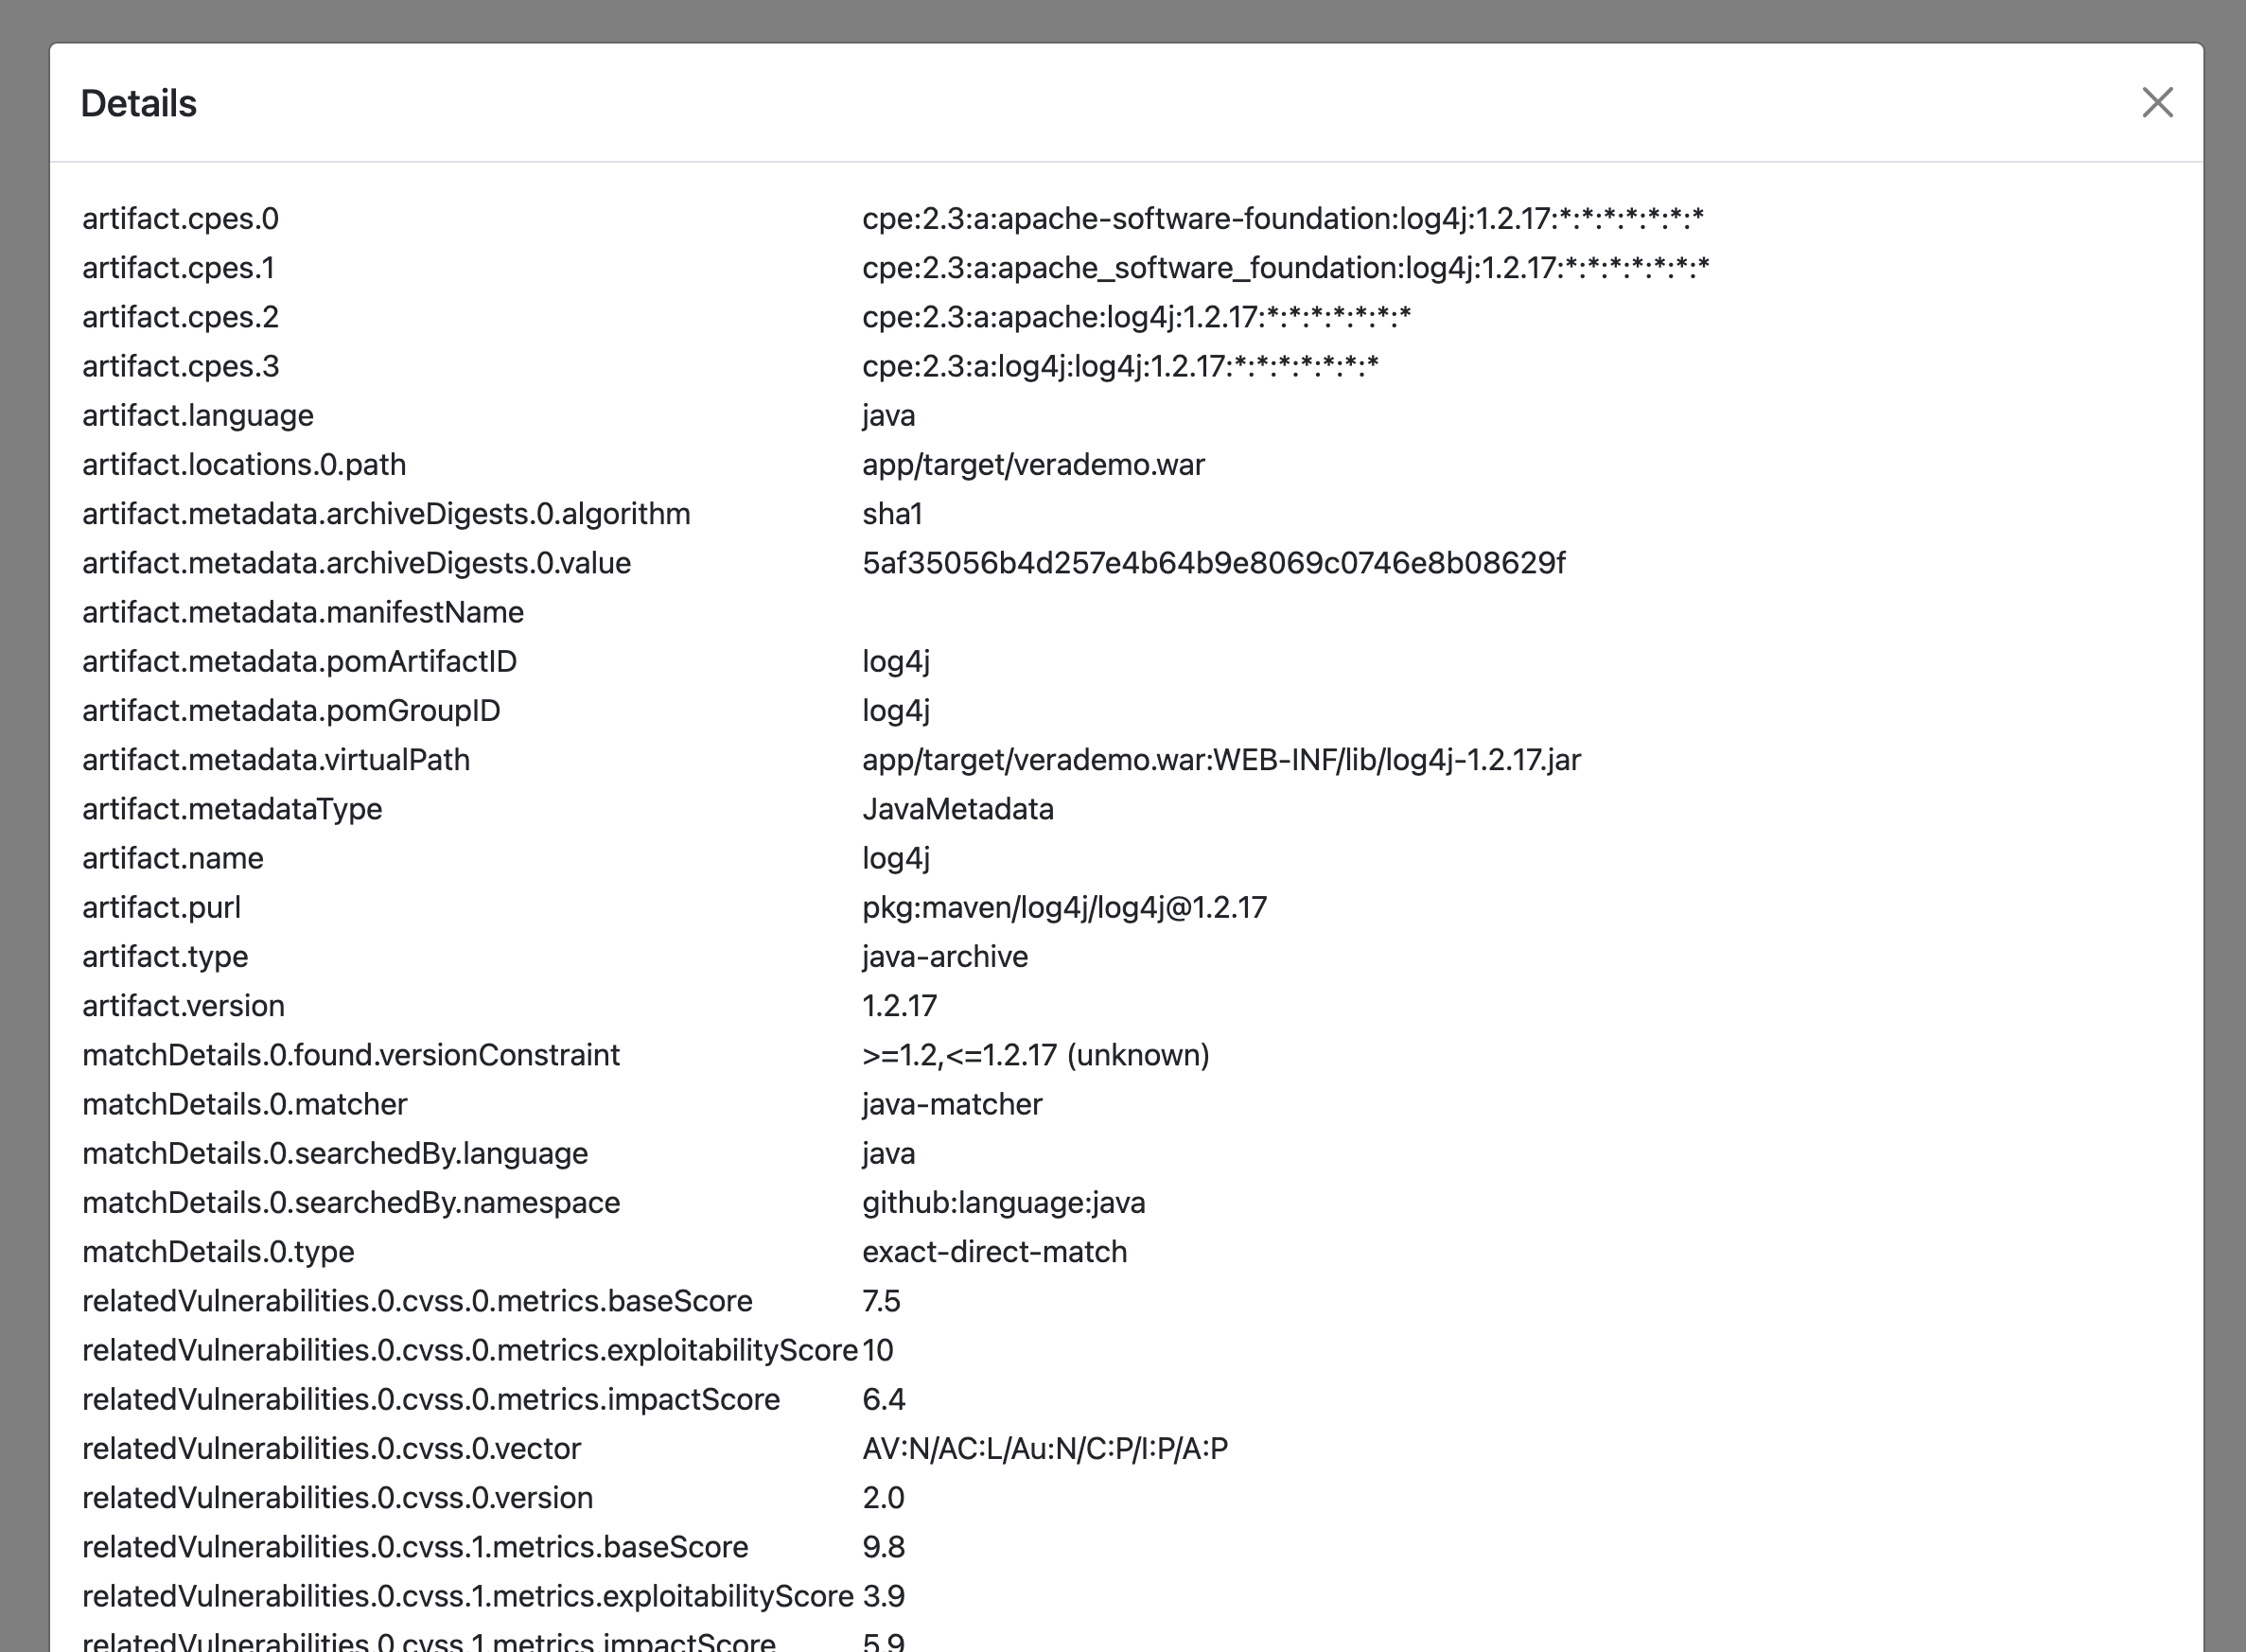 Details
artifact.cpes.0 cpe:2.3:a:apache-software-foundation:log4j:1.2.17:*:*:*:*:*:*:*
artifact.cpes.1 cpe:2.3:a:apache_software_foundation:log4j:1.2.17:*:*:*:*:*:*:*
artifact.cpes.2 cpe:2.3:a:apache:log4j:1.2.17:*:*:*:*:*:*:*
artifact.cpes.3 cpe:2.3:a:log4j:log4j:1.2.17:*:*:*:*:*:*:*
artifact.language java
artifact.locations.0.path app/target/verademo.war
artifact.metadata.archiveDigests.0.algorithm sha1
artifact.metadata.archiveDigests.0.value 5af35056b4d257e4b64b9e8069c0746e8b08629f
artifact.metadata.manifestName
artifact.metadata.pomArtifactID log4j
artifact.metadata.pomGroupID log4j
artifact.metadata.virtualPath app/target/verademo.war:WEB-INF/lib/log4j-1.2.17.jar
artifact.metadataType JavaMetadata
artifact.name log4j
artifact.purl pkg:maven/log4j/log4j@1.2.17
artifact.type java-archive
artifact.version 1.2.17
matchDetails.0.found.versionConstraint >=1.2,<=1.2.17 (unknown)
matchDetails.0.matcher java-matcher
matchDetails.0.searchedBy.language java
matchDetails.0.searchedBy.namespace github:language:java
matchDetails.0.type exact-direct-match
relatedVulnerabilities.0.cvss.0.metrics.baseScore 7.5
relatedVulnerabilities.0.cvss.0.metrics.exploitabilityScore 10
relatedVulnerabilities.0.cvss.0.metrics.impactScore 6.4
relatedVulnerabilities.0.cvss.0.vector AV:N/AC:L/Au:N/C:P/I:P/A:P
relatedVulnerabilities.0.cvss.0.version 2.0
relatedVulnerabilities.0.cvss.1.metrics.baseScore 9.8
relatedVulnerabilities.0.cvss.1.metrics.exploitabilityScore 3.9
relatedVulnerabilities.0.cvss.1.metrics.impactScore 5.9